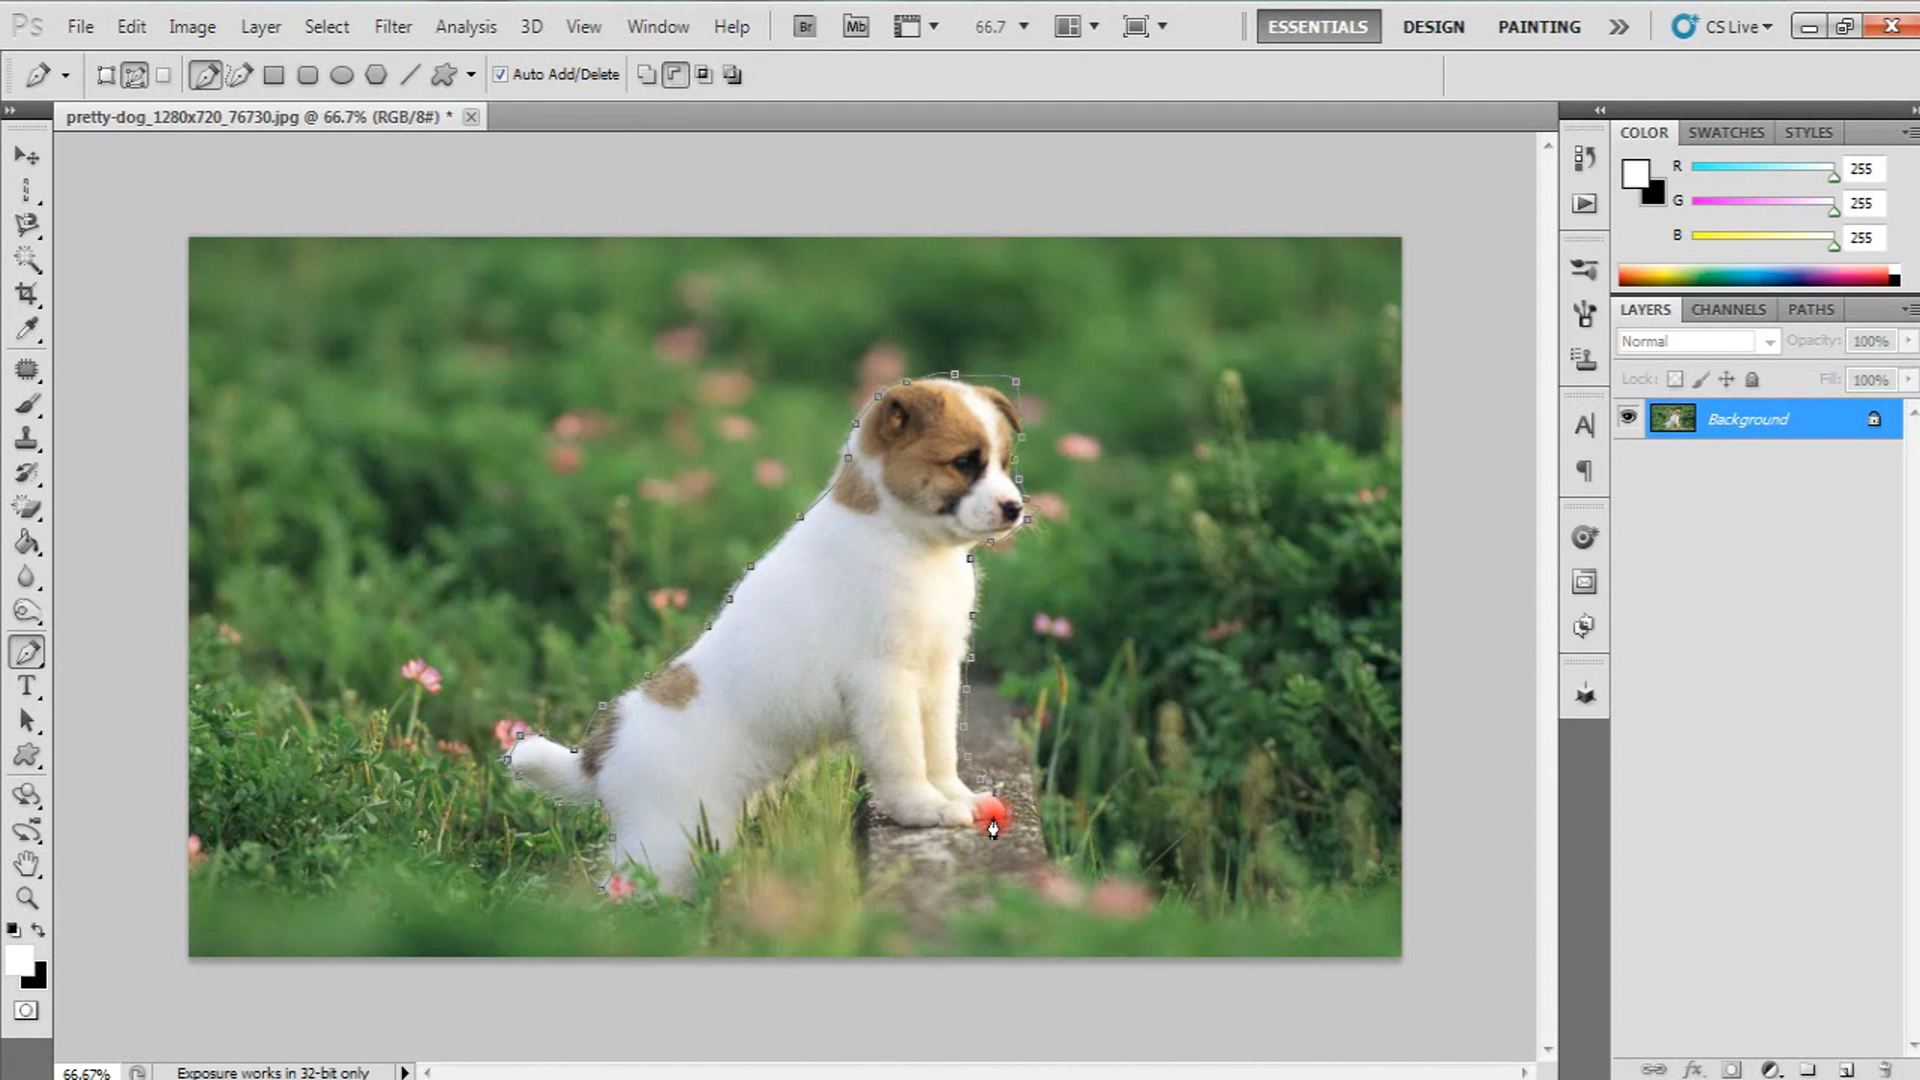 Ps File Edit Image Layer Select Filter Analysis 3D View Window Help Br Mb 66.7 ESSENTIALS DESIGN PAINTING CS Live
Auto Add/Delete
pretty-dog_1280x720_76730.jpg @ 66.7% (RGB/8#) *
COLOR SWATCHES STYLES
R 255
G 255
B 255
LAYERS CHANNELS PATHS
Normal Opacity: 100%
Lock: Fill: 100%
Background
A
T
fx
66.67% Exposure works in 32-bit only